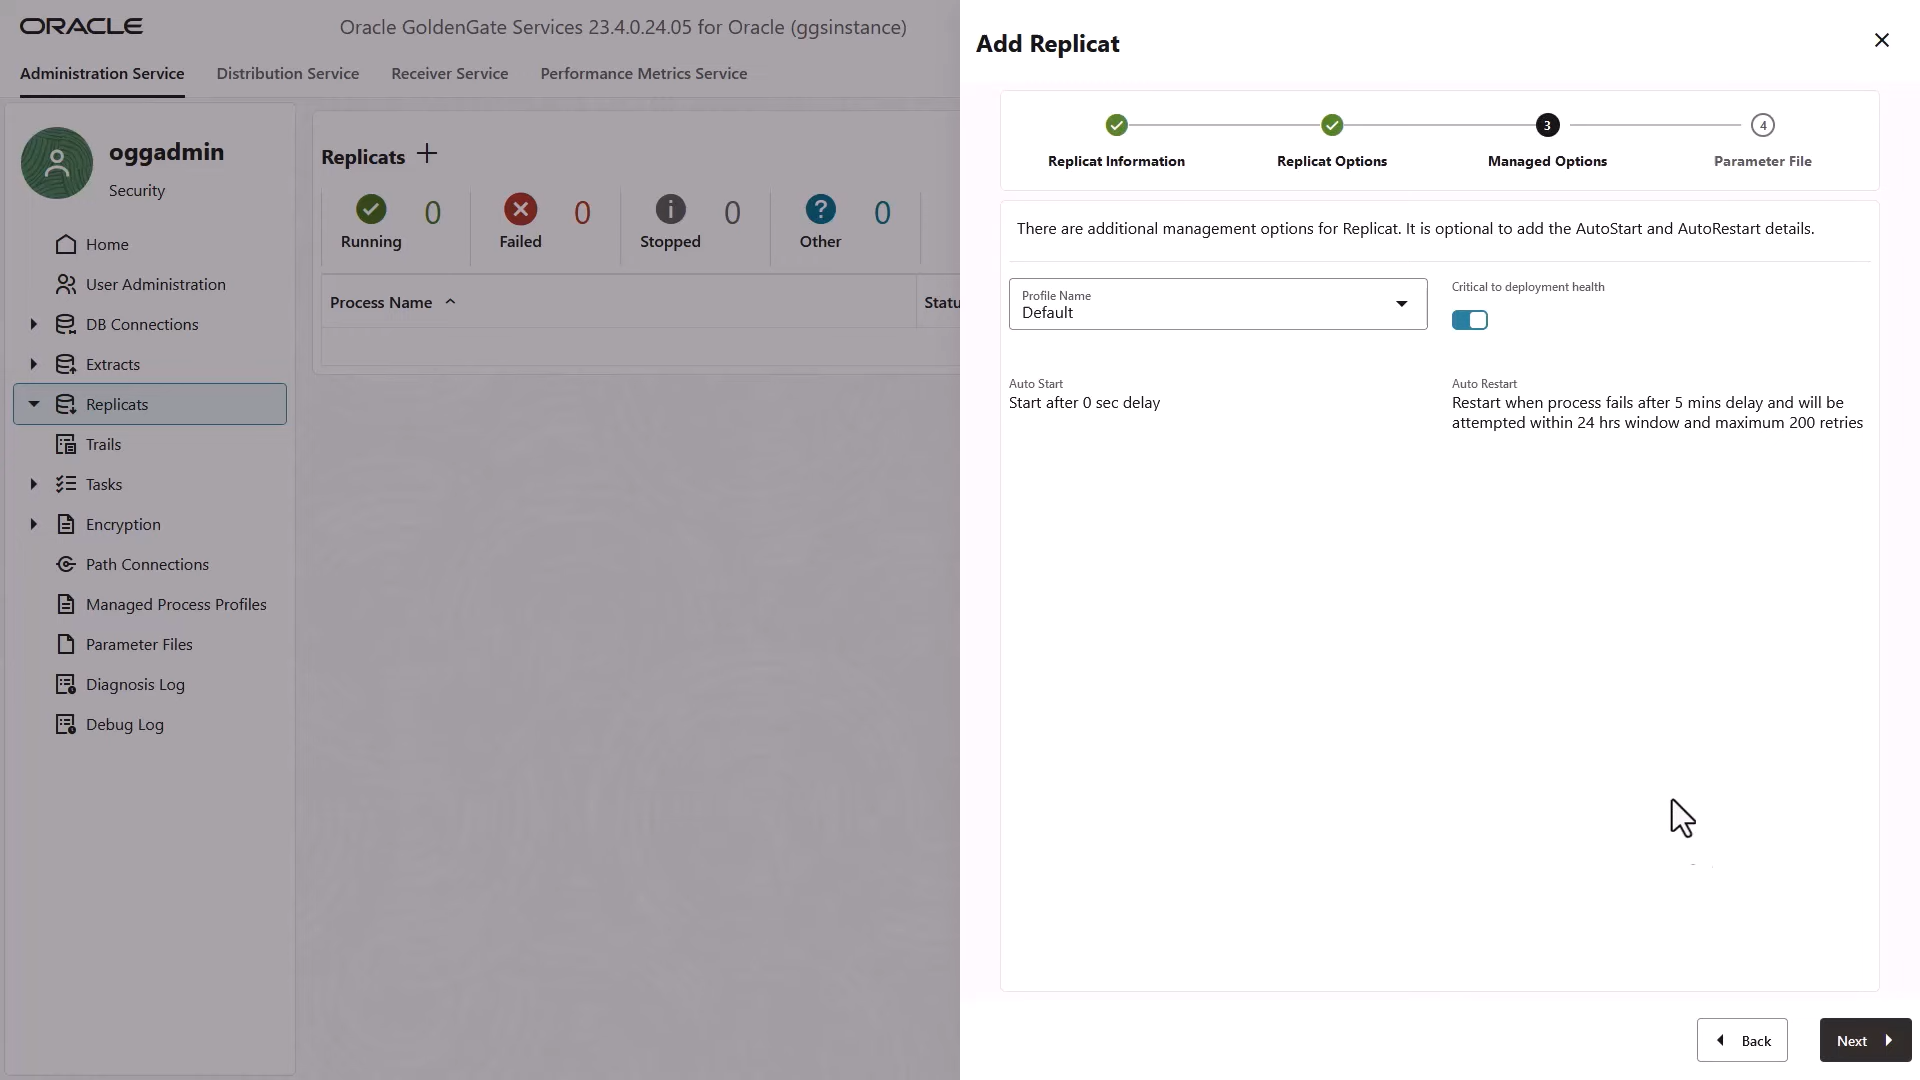 ORACLE
Oracle GoldenGate Services 23.4.0.24.05 for Oracle (ggsinstance)
Administration Service
Distribution Service
Receiver Service
Performance Metrics Service
oggadmin
Security
Home
User Administration
DB Connections
Extracts
Replicats
Trails
Tasks
Encryption
Path Connections
Managed Process Profiles
Parameter Files
Diagnosis Log
Debug Log
Replicats
0
Running
0
Failed
0
Stopped
0
Other
Process Name
Statu
Add Replicat
Replicat Information
Replicat Options
3
Managed Options
4
Parameter File
There are additional management options for Replicat. It is optional to add the AutoStart and AutoRestart details.
Profile Name
Default
Critical to deployment health
Auto Start
Start after 0 sec delay
Auto Restart
Restart when process fails after 5 mins delay and will be
attempted within 24 hrs window and maximum 200 retries
Back
Next